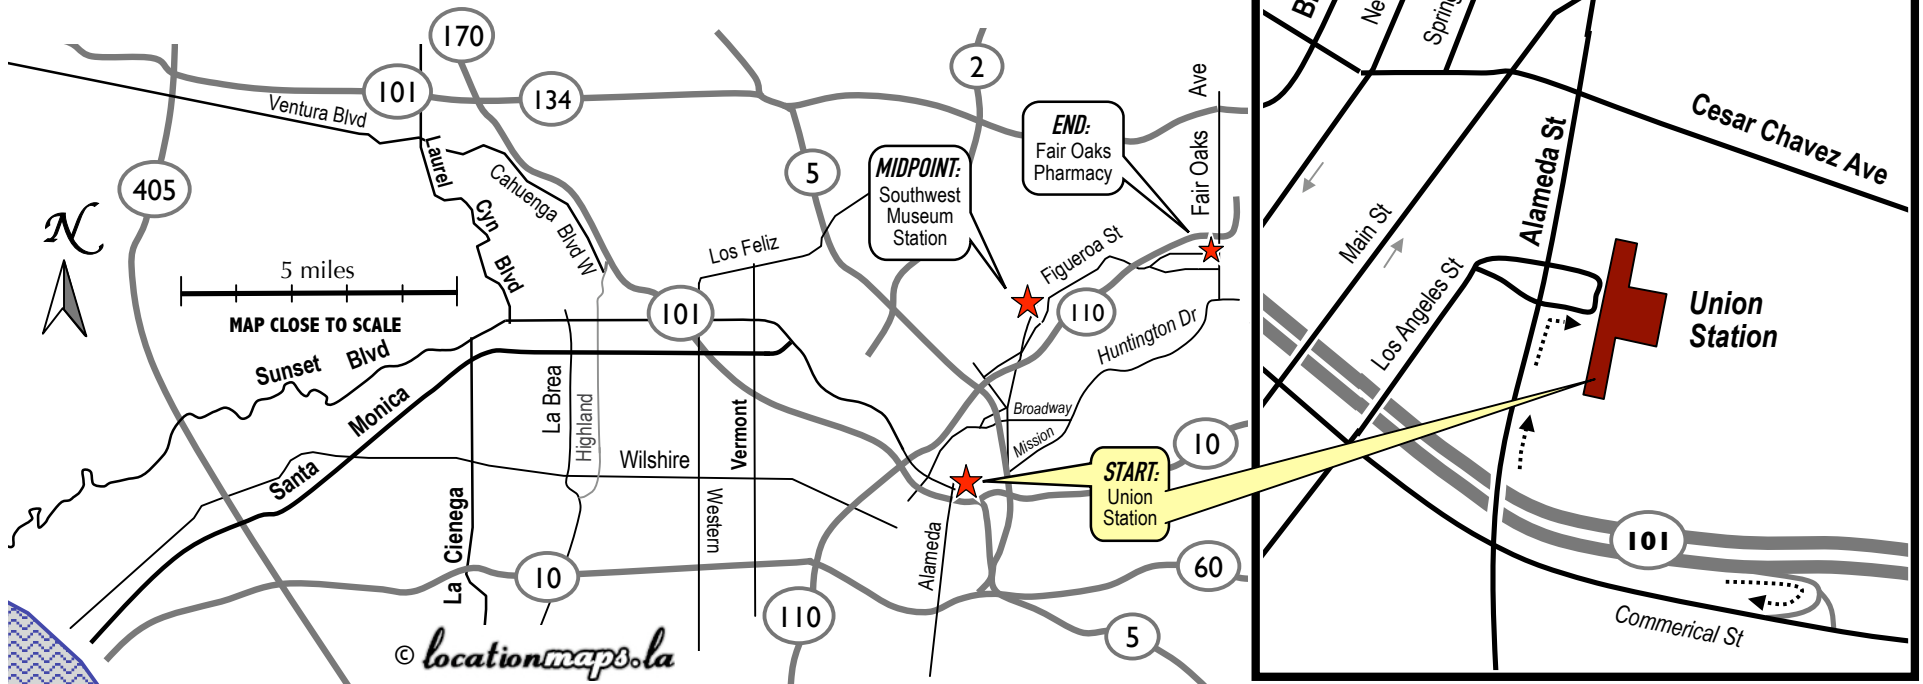 170
2
101
134
Ventura Blvd
Laurel
Cyn
Blvd
Cahuenga
Blvd W
405
N
5 miles
MAP CLOSE TO SCALE
5
MIDPOINT:
Southwest
Museum
Station
END:
Fair Oaks
Pharmacy
Fair Oaks
Ave
Los Feliz
Figueroa St
101
110
Huntington Dr
Sunset Blvd
Santa
Monica
La Brea
Highland
Wilshire
Vermont
Western
La Cienega
Broadway
Mission
10
START:
Union
Station
Alameda
10
60
110
5
© locationmaps.la
Spring
Cesar Chavez Ave
Alameda St
Main St
Los Angeles St
Union
Station
101
Commerical St